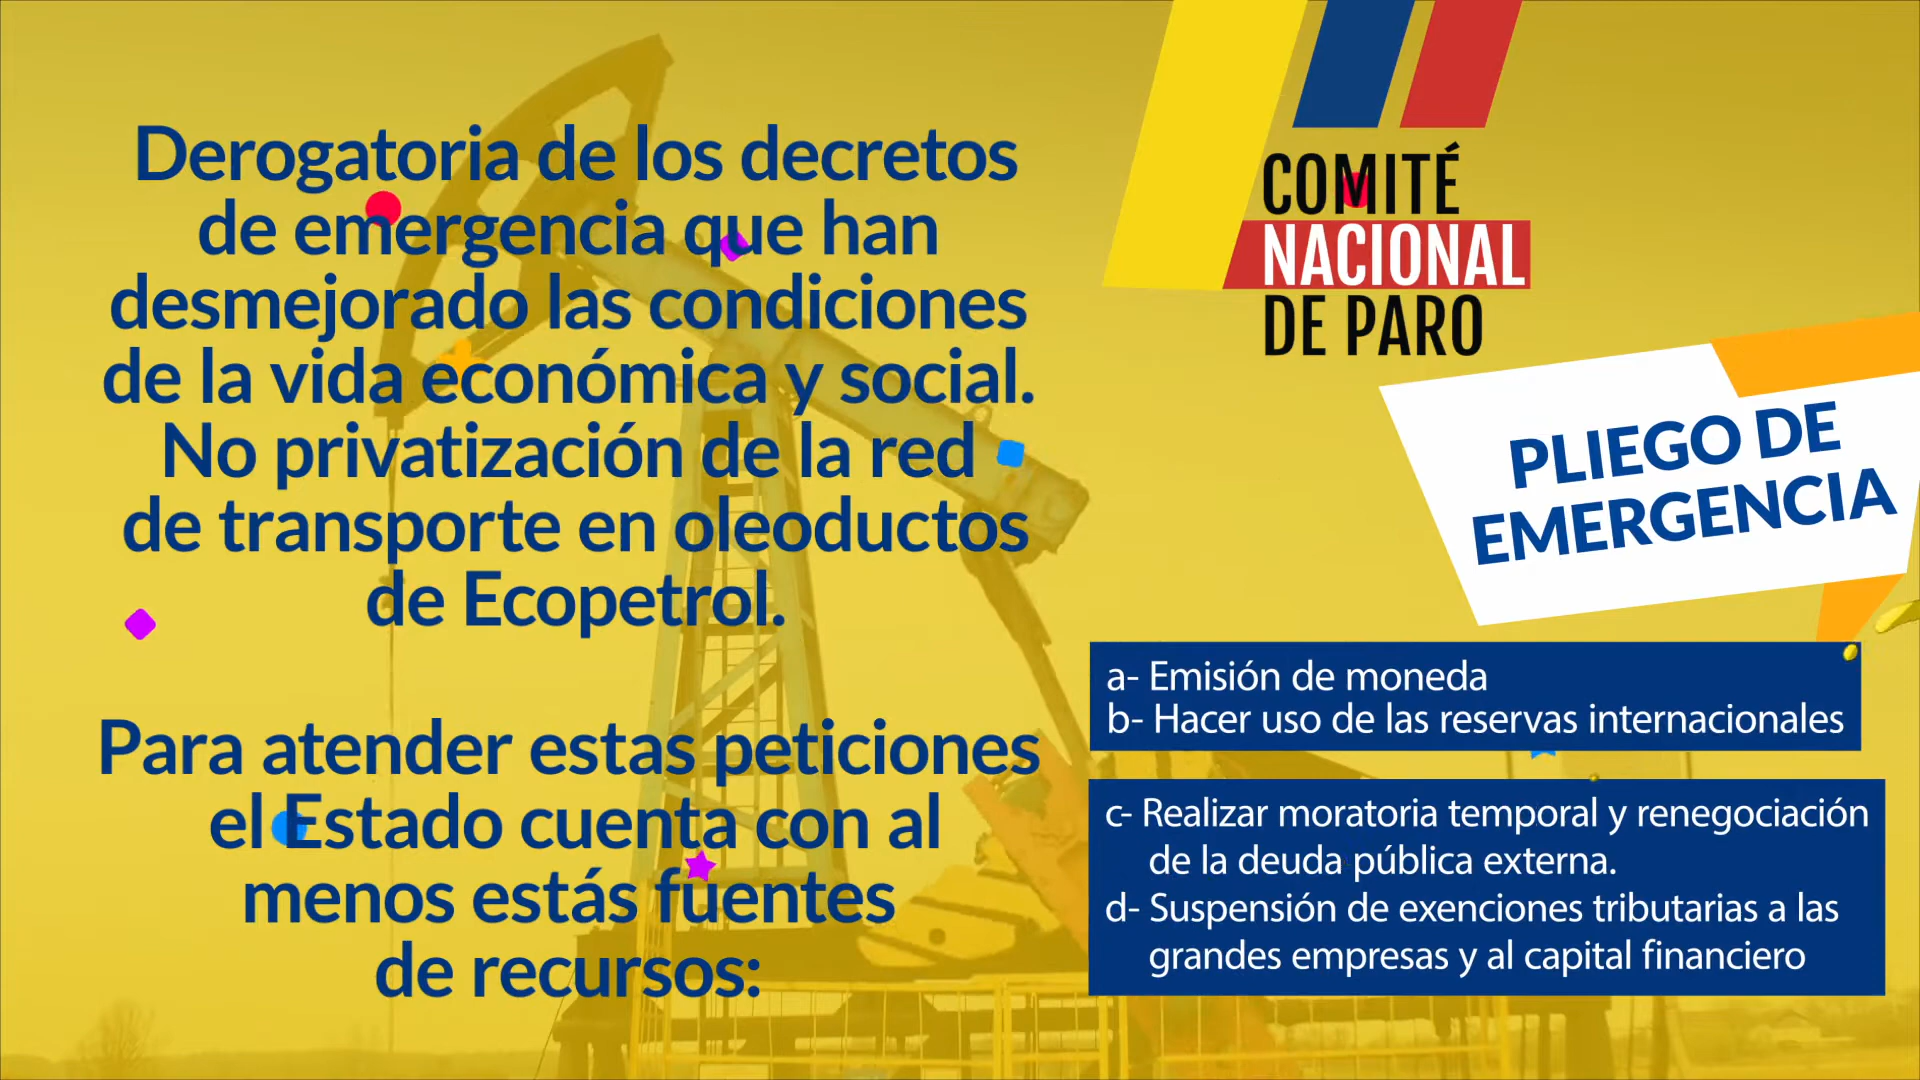 Derogatoria de los decretos
de emergencia que han
desmejorado las condiciones
de la vida económica y social.
No privatización de la red
de transporte en oleoductos
de Ecopetrol.
Para atender estas peticiones
el Estado cuenta con al
menos estás fuentes
de recursos:
COMITÉ
NACIONAL
DE PARO
PLIEGO DE
EMERGENCIA
a- Emisión de moneda
b- Hacer uso de las reservas internacionales
c- Realizar moratoria temporal y renegociación
de la deuda pública externa.
d- Suspensión de exenciones tributarias a las
grandes empresas y al capital financiero